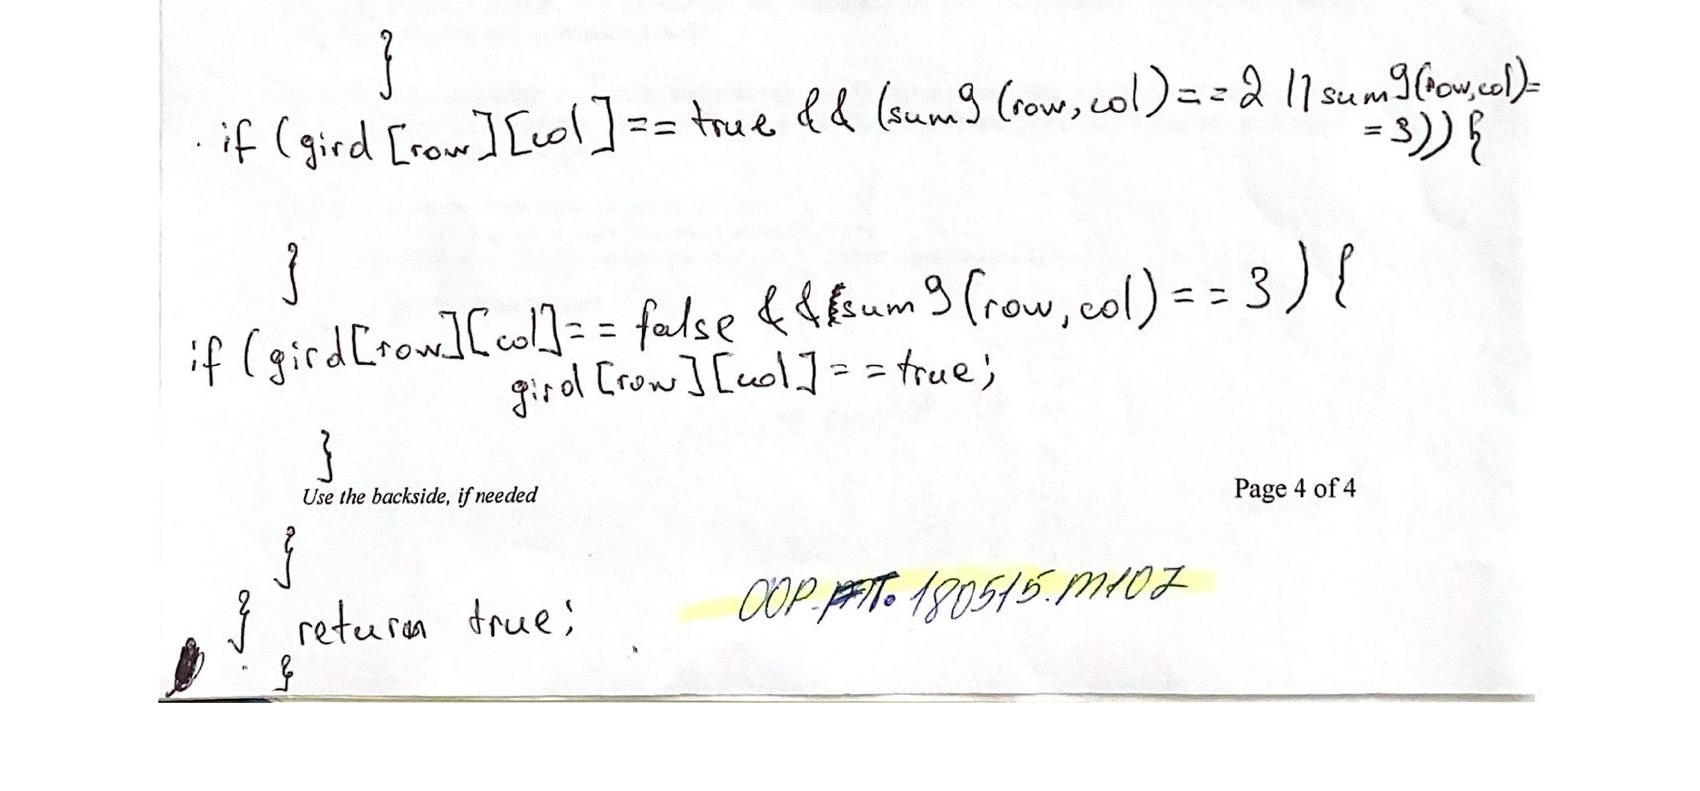 }
if (gird [row][col]== true && (sum9 (row, col)== 2 || sum9(row,col)=
=3)) {
}
if (gird[row][col]== false && sum9 (row, col)== 3) {
gird [row][col]==true;
}
Use the backside, if needed
Page 4 of 4
}
} return true;
OOP. 180515.M107
}